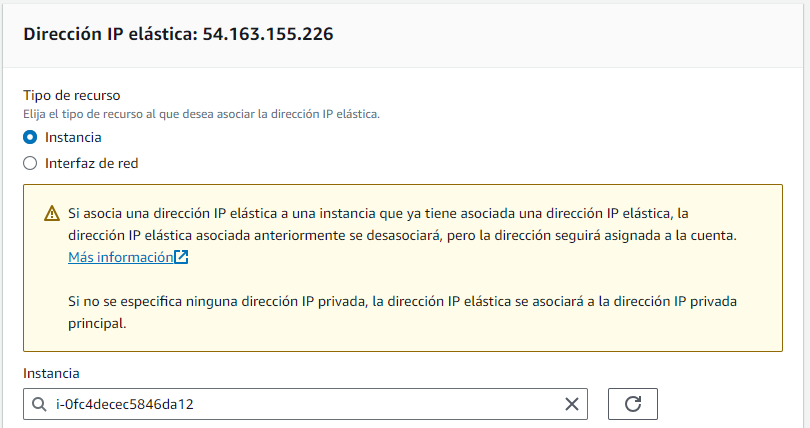 Dirección IP elástica: 54.163.155.226
Tipo de recurso
Elija el tipo de recurso al que desea asociar la dirección IP elástica.
Instancia
Interfaz de red
Si asocia una dirección IP elástica a una instancia que ya tiene asociada una dirección IP elástica, la
dirección IP elástica asociada anteriormente se desasociará, pero la dirección seguirá asignada a la cuenta.
Más información
Si no se especifica ninguna dirección IP privada, la dirección IP elástica se asociará a la dirección IP privada
principal.
Instancia
i-0fc4decec5846da12